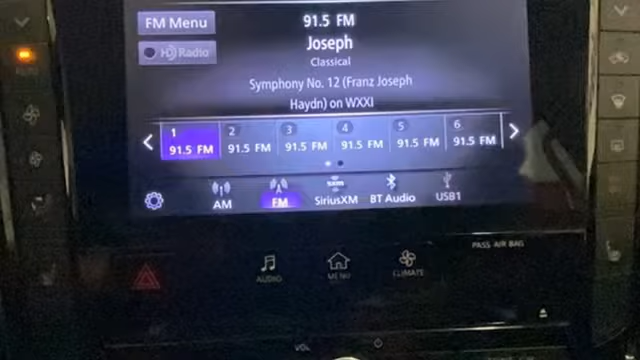 FM Menu
91.5 FM
HD Radio
Joseph
Classical
Symphony No. 12 (Franz Joseph
Haydn) on WXXI
1 2 3 4 5 6
91.5 FM 91.5 FM 91.5 FM 91.5 FM 91.5 FM 91.5 FM
AM FM SiriusXM BT Audio USB1
PASS AIR BAG
AUDIO MENU CLIMATE
VOL